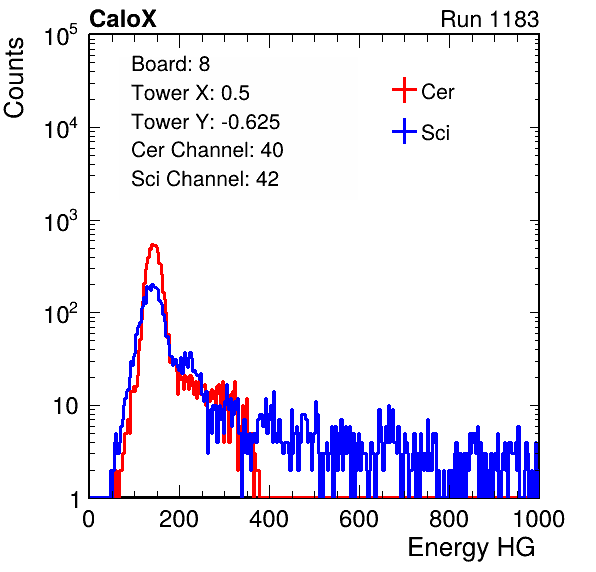 CaloX Run 1183
Board: 8
Tower X: 0.5
Tower Y: -0.625
Cer Channel: 40
Sci Channel: 42
Cer
Sci
Counts
10^5
10^4
10^3
10^2
10
1
0 200 400 600 800 1000
Energy HG